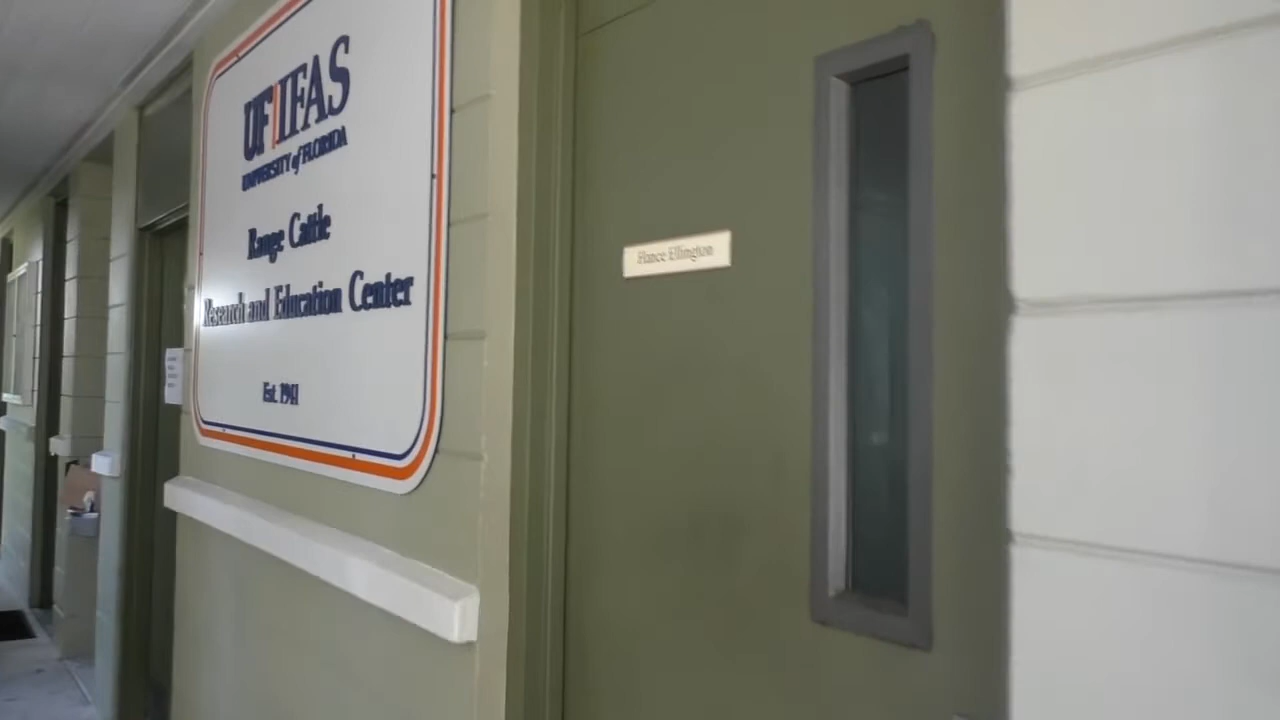 UF|IFAS
UNIVERSITY of FLORIDA
Range Cattle
Research and Education Center
Est. 1941
Hance Ellington